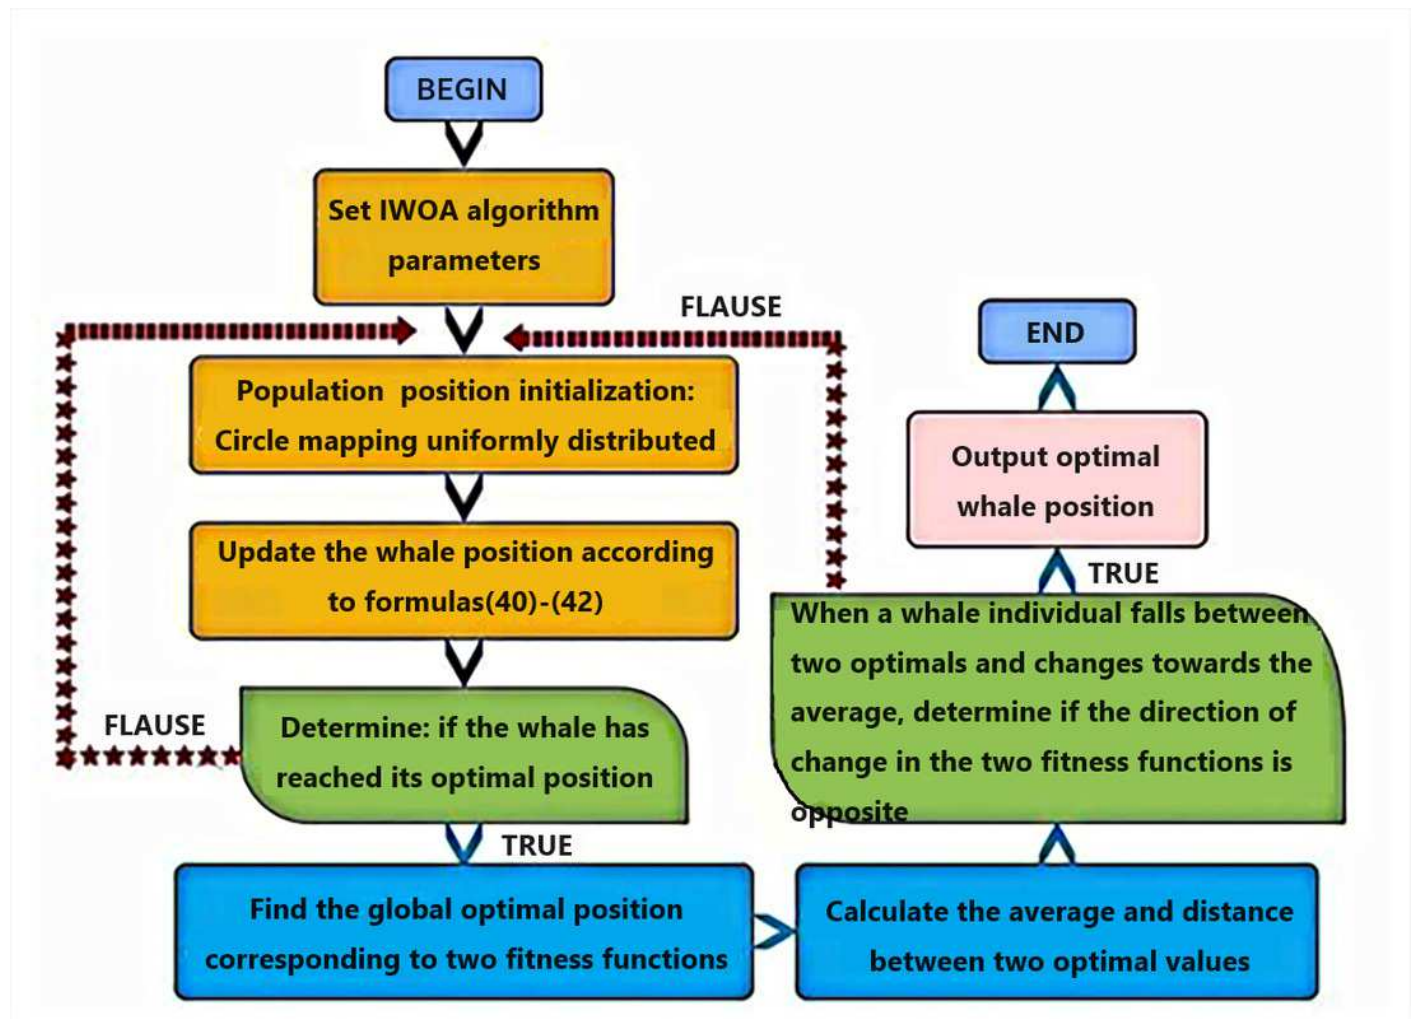 BEGIN
Set IWOA algorithm
parameters
FLAUSE
Population position initialization:
Circle mapping uniformly distributed
Update the whale position according
to formulas(40)-(42)
FLAUSE
Determine: if the whale has
reached its optimal position
TRUE
Find the global optimal position
corresponding to two fitness functions
Calculate the average and distance
between two optimal values
When a whale individual falls between
two optimals and changes towards the
average, determine if the direction of
change in the two fitness functions is
opposite
TRUE
Output optimal
whale position
END